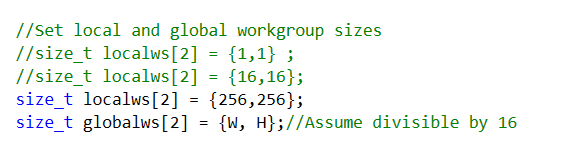 //Set local and global workgroup sizes
//size_t localws[2] = {1,1} ;
//size_t localws[2] = {16,16};
size_t localws[2] = {256,256};
size_t globalws[2] = {W, H};//Assume divisible by 16